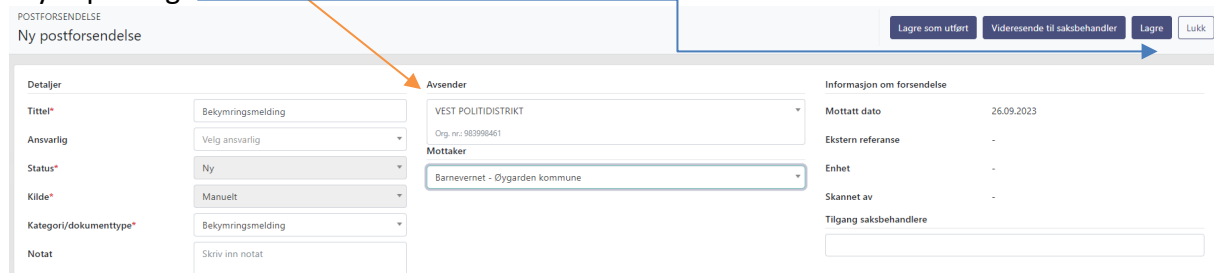 POSTFORSENDELSE
Ny postforsendelse
Lagre som utført Videresende til saksbehandler Lagre Lukk
Detaljer
Tittel* Bekymringsmelding
Ansvarlig Velg ansvarlig
Status* Ny
Kilde* Manuelt
Kategori/dokumenttype* Bekymringsmelding
Notat Skriv inn notat
Avsender
VEST POLITIDISTRIKT
Org. nr.: 983998461
Mottaker
Barnevernet - Øygarden kommune
Informasjon om forsendelse
Mottatt dato 26.09.2023
Ekstern referanse -
Enhet -
Skannet av -
Tilgang saksbehandlere